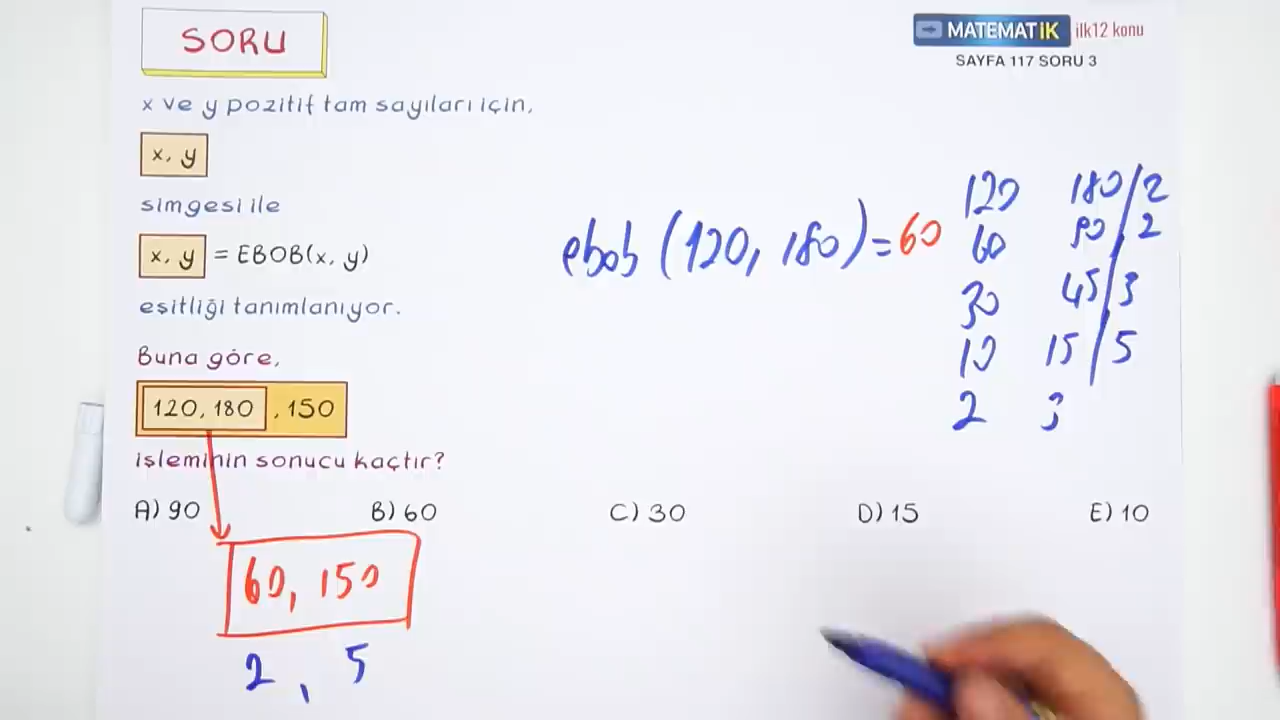 SORU
MATEMATİK ilk12 konu
SAYFA 117 SORU 3
x ve y pozitif tam sayıları için,
x, y
simgesi ile
x, y = EBOB(x, y)
eşitliği tanımlanıyor.
Buna göre,
120, 180 , 150
işleminin sonucu kaçtır?
A) 90 B) 60 C) 30 D) 15 E) 10
60, 150
2, 5
ebob (120, 180) = 60
120 180 / 2
60 90 / 2
30 45 / 3
10 15 / 5
2 3